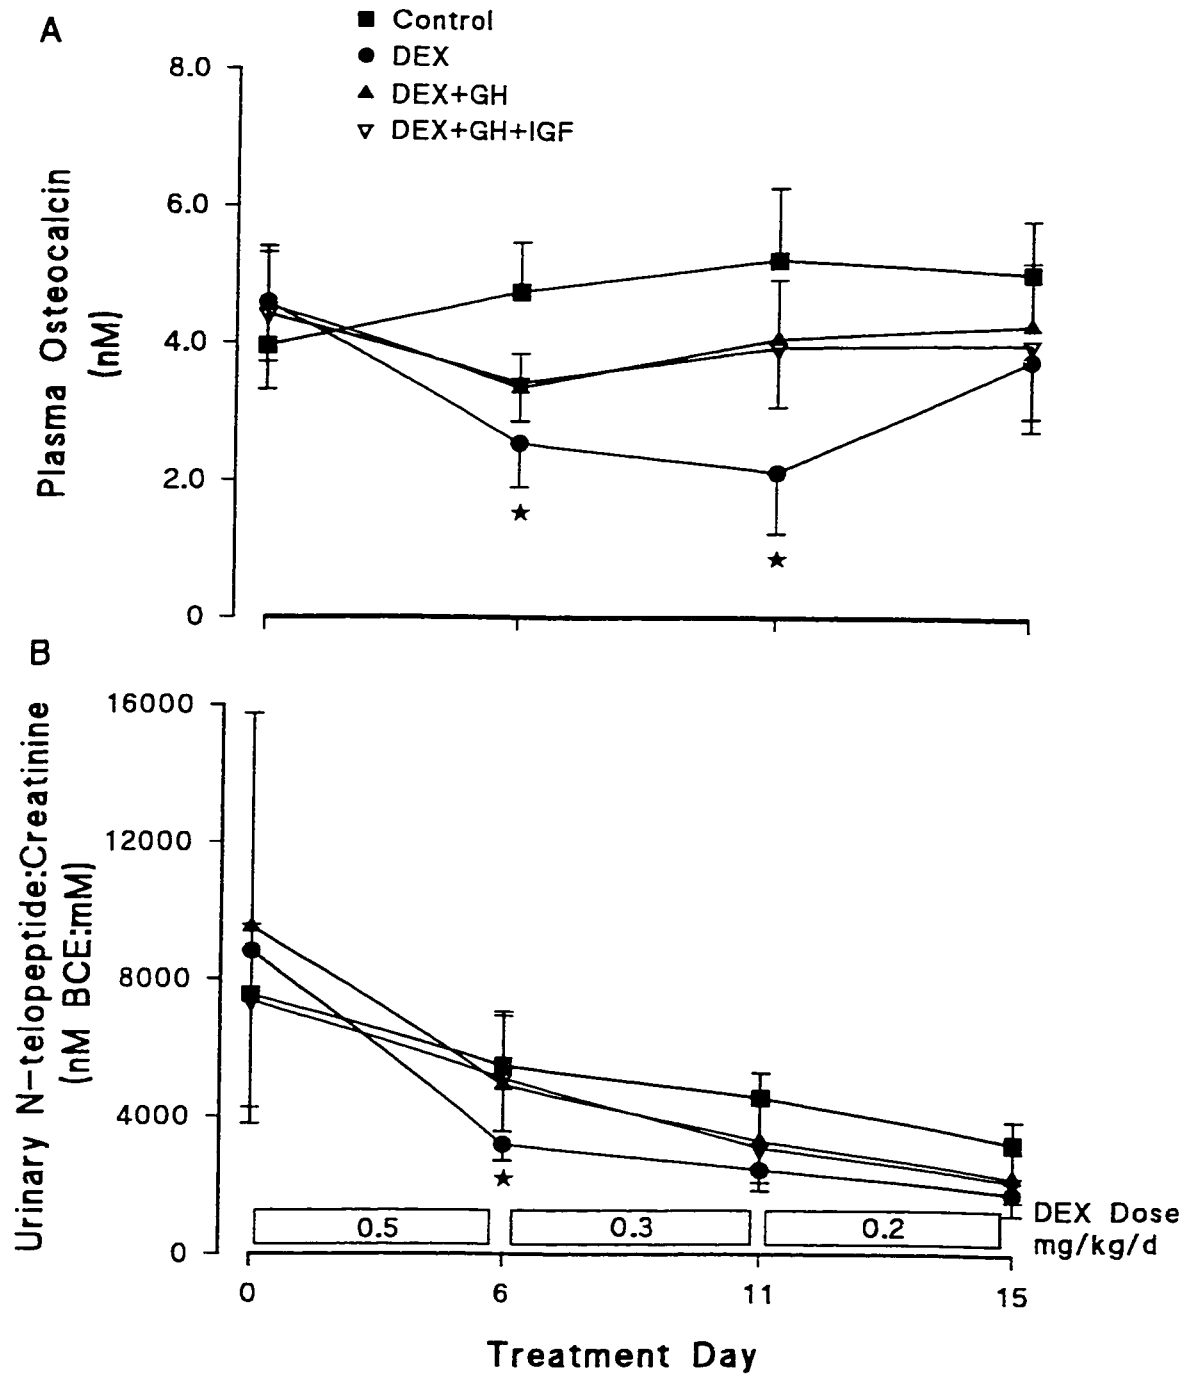 A
Control
DEX
DEX+GH
DEX+GH+IGF
8.0
6.0
4.0
2.0
0
Plasma Osteocalcin
(nM)
★
★
B
16000
12000
8000
4000
0
Urinary N-telopeptide:Creatinine
(nM BCE:mM)
★
0.5
0.3
0.2
DEX Dose
mg/kg/d
0
6
11
15
Treatment Day